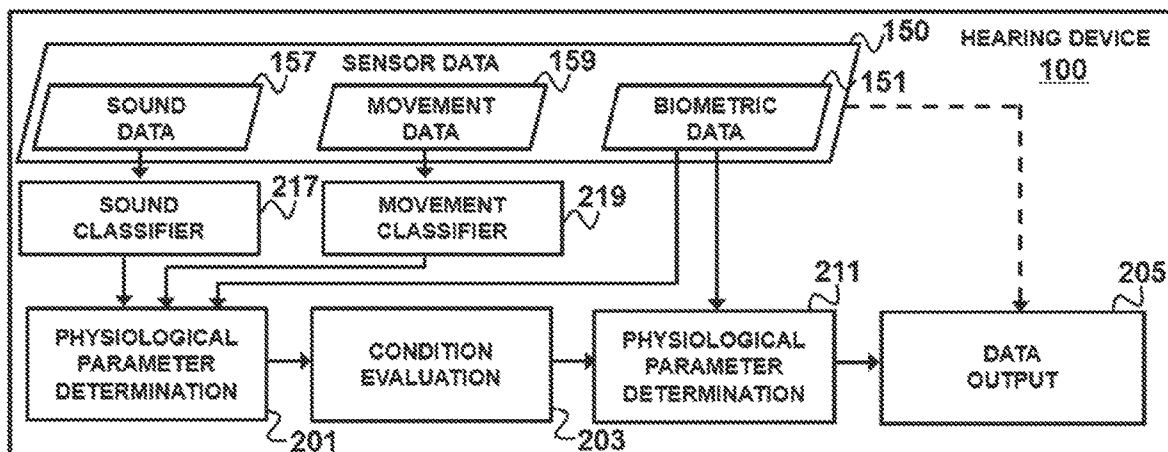 150
HEARING DEVICE
100
157
SENSOR DATA
159
151
SOUND
DATA
MOVEMENT
DATA
BIOMETRIC
DATA
217
SOUND
CLASSIFIER
219
MOVEMENT
CLASSIFIER
211
205
PHYSIOLOGICAL
PARAMETER
DETERMINATION
CONDITION
EVALUATION
PHYSIOLOGICAL
PARAMETER
DETERMINATION
DATA
OUTPUT
201
203